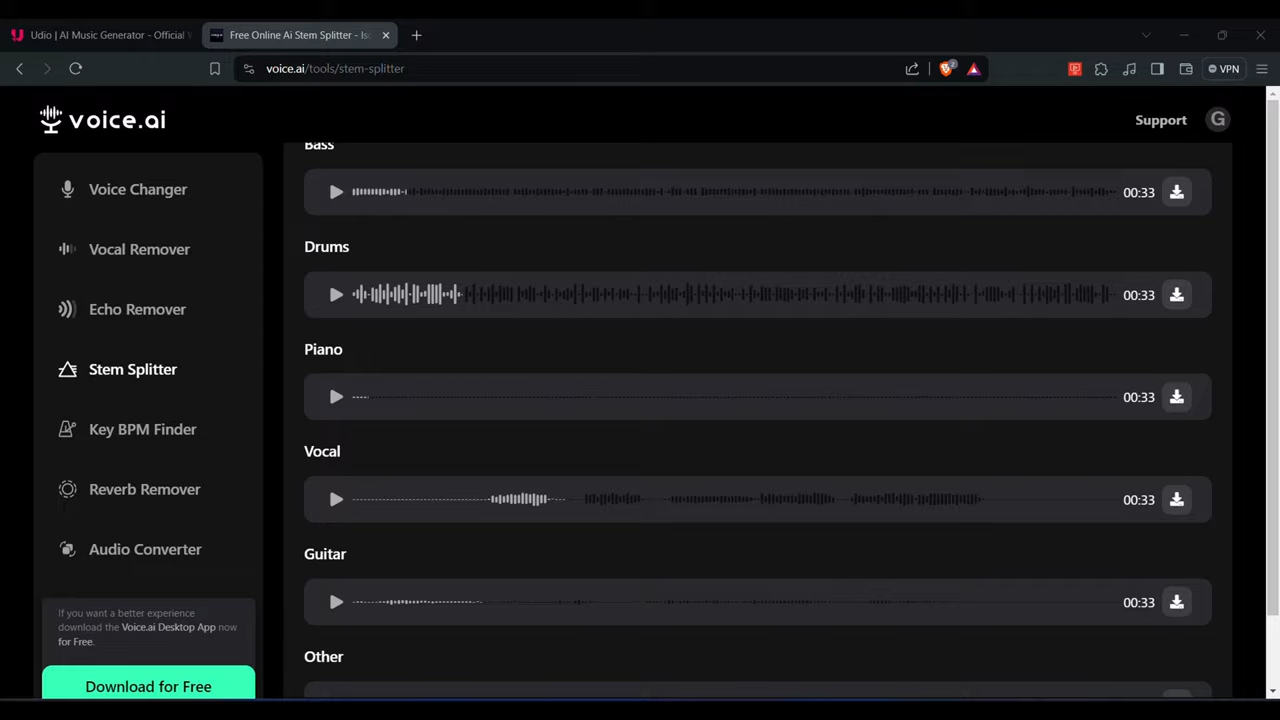 Udio | AI Music Generator - Official
Free Online Ai Stem Splitter - Iso
voice.ai/tools/stem-splitter
2
VPN
voice.ai
Support
G
Voice Changer
Vocal Remover
Echo Remover
Stem Splitter
Key BPM Finder
Reverb Remover
Audio Converter
If you want a better experience
download the Voice.ai Desktop App now
for Free.
Download for Free
Bass
00:33
Drums
00:33
Piano
00:33
Vocal
00:33
Guitar
00:33
Other